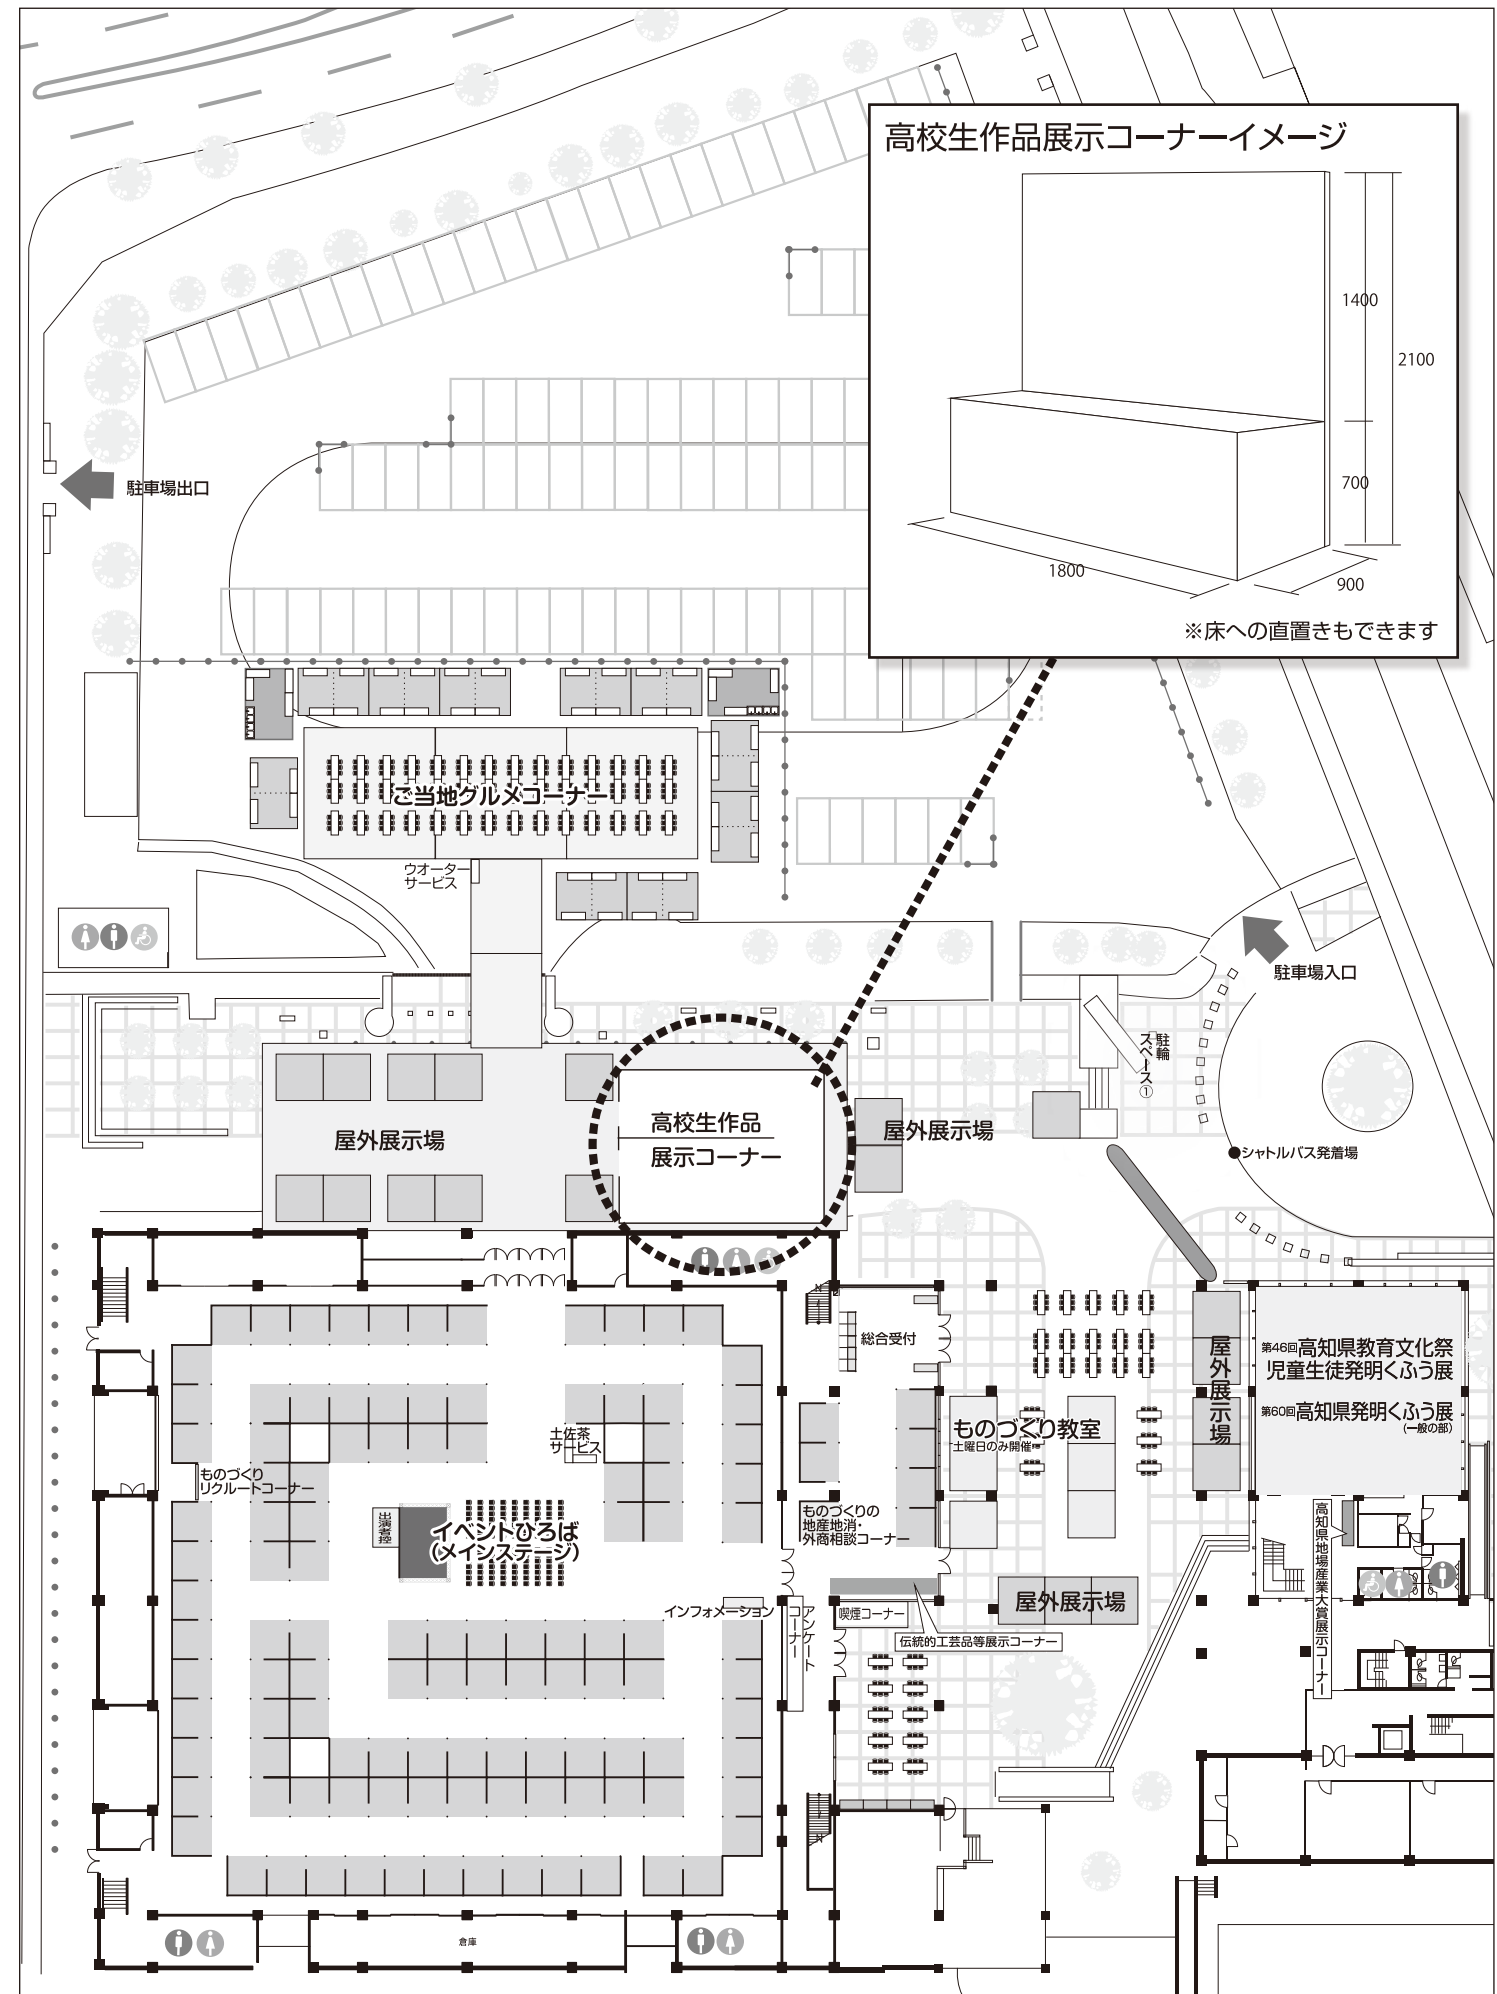 高校生作品展示コーナーイメージ
1400
2100
700
1800
900
※床への直置きもできます
駐車場出口
ご当地グルメコーナー
ウオーター
サービス
駐車場入口
駐輪
スペース①
高校生作品
展示コーナー
屋外展示場
屋外展示場
シャトルバス発着場
総合受付
屋外展示場
第46回高知県教育文化祭
児童生徒発明くふう展
第60回高知県発明くふう展
(一般の部)
ものづくり教室
土曜日のみ開催
土佐茶
サービス
ものづくり
リクルートコーナー
出演者控
イベントひろば
(メインステージ)
ものづくりの
地産地消・
外商相談コーナー
高知県地場産業大賞展示コーナー
インフォメーション
アンケート
コーナー
喫煙コーナー
屋外展示場
伝統的工芸品等展示コーナー
N
N
倉庫